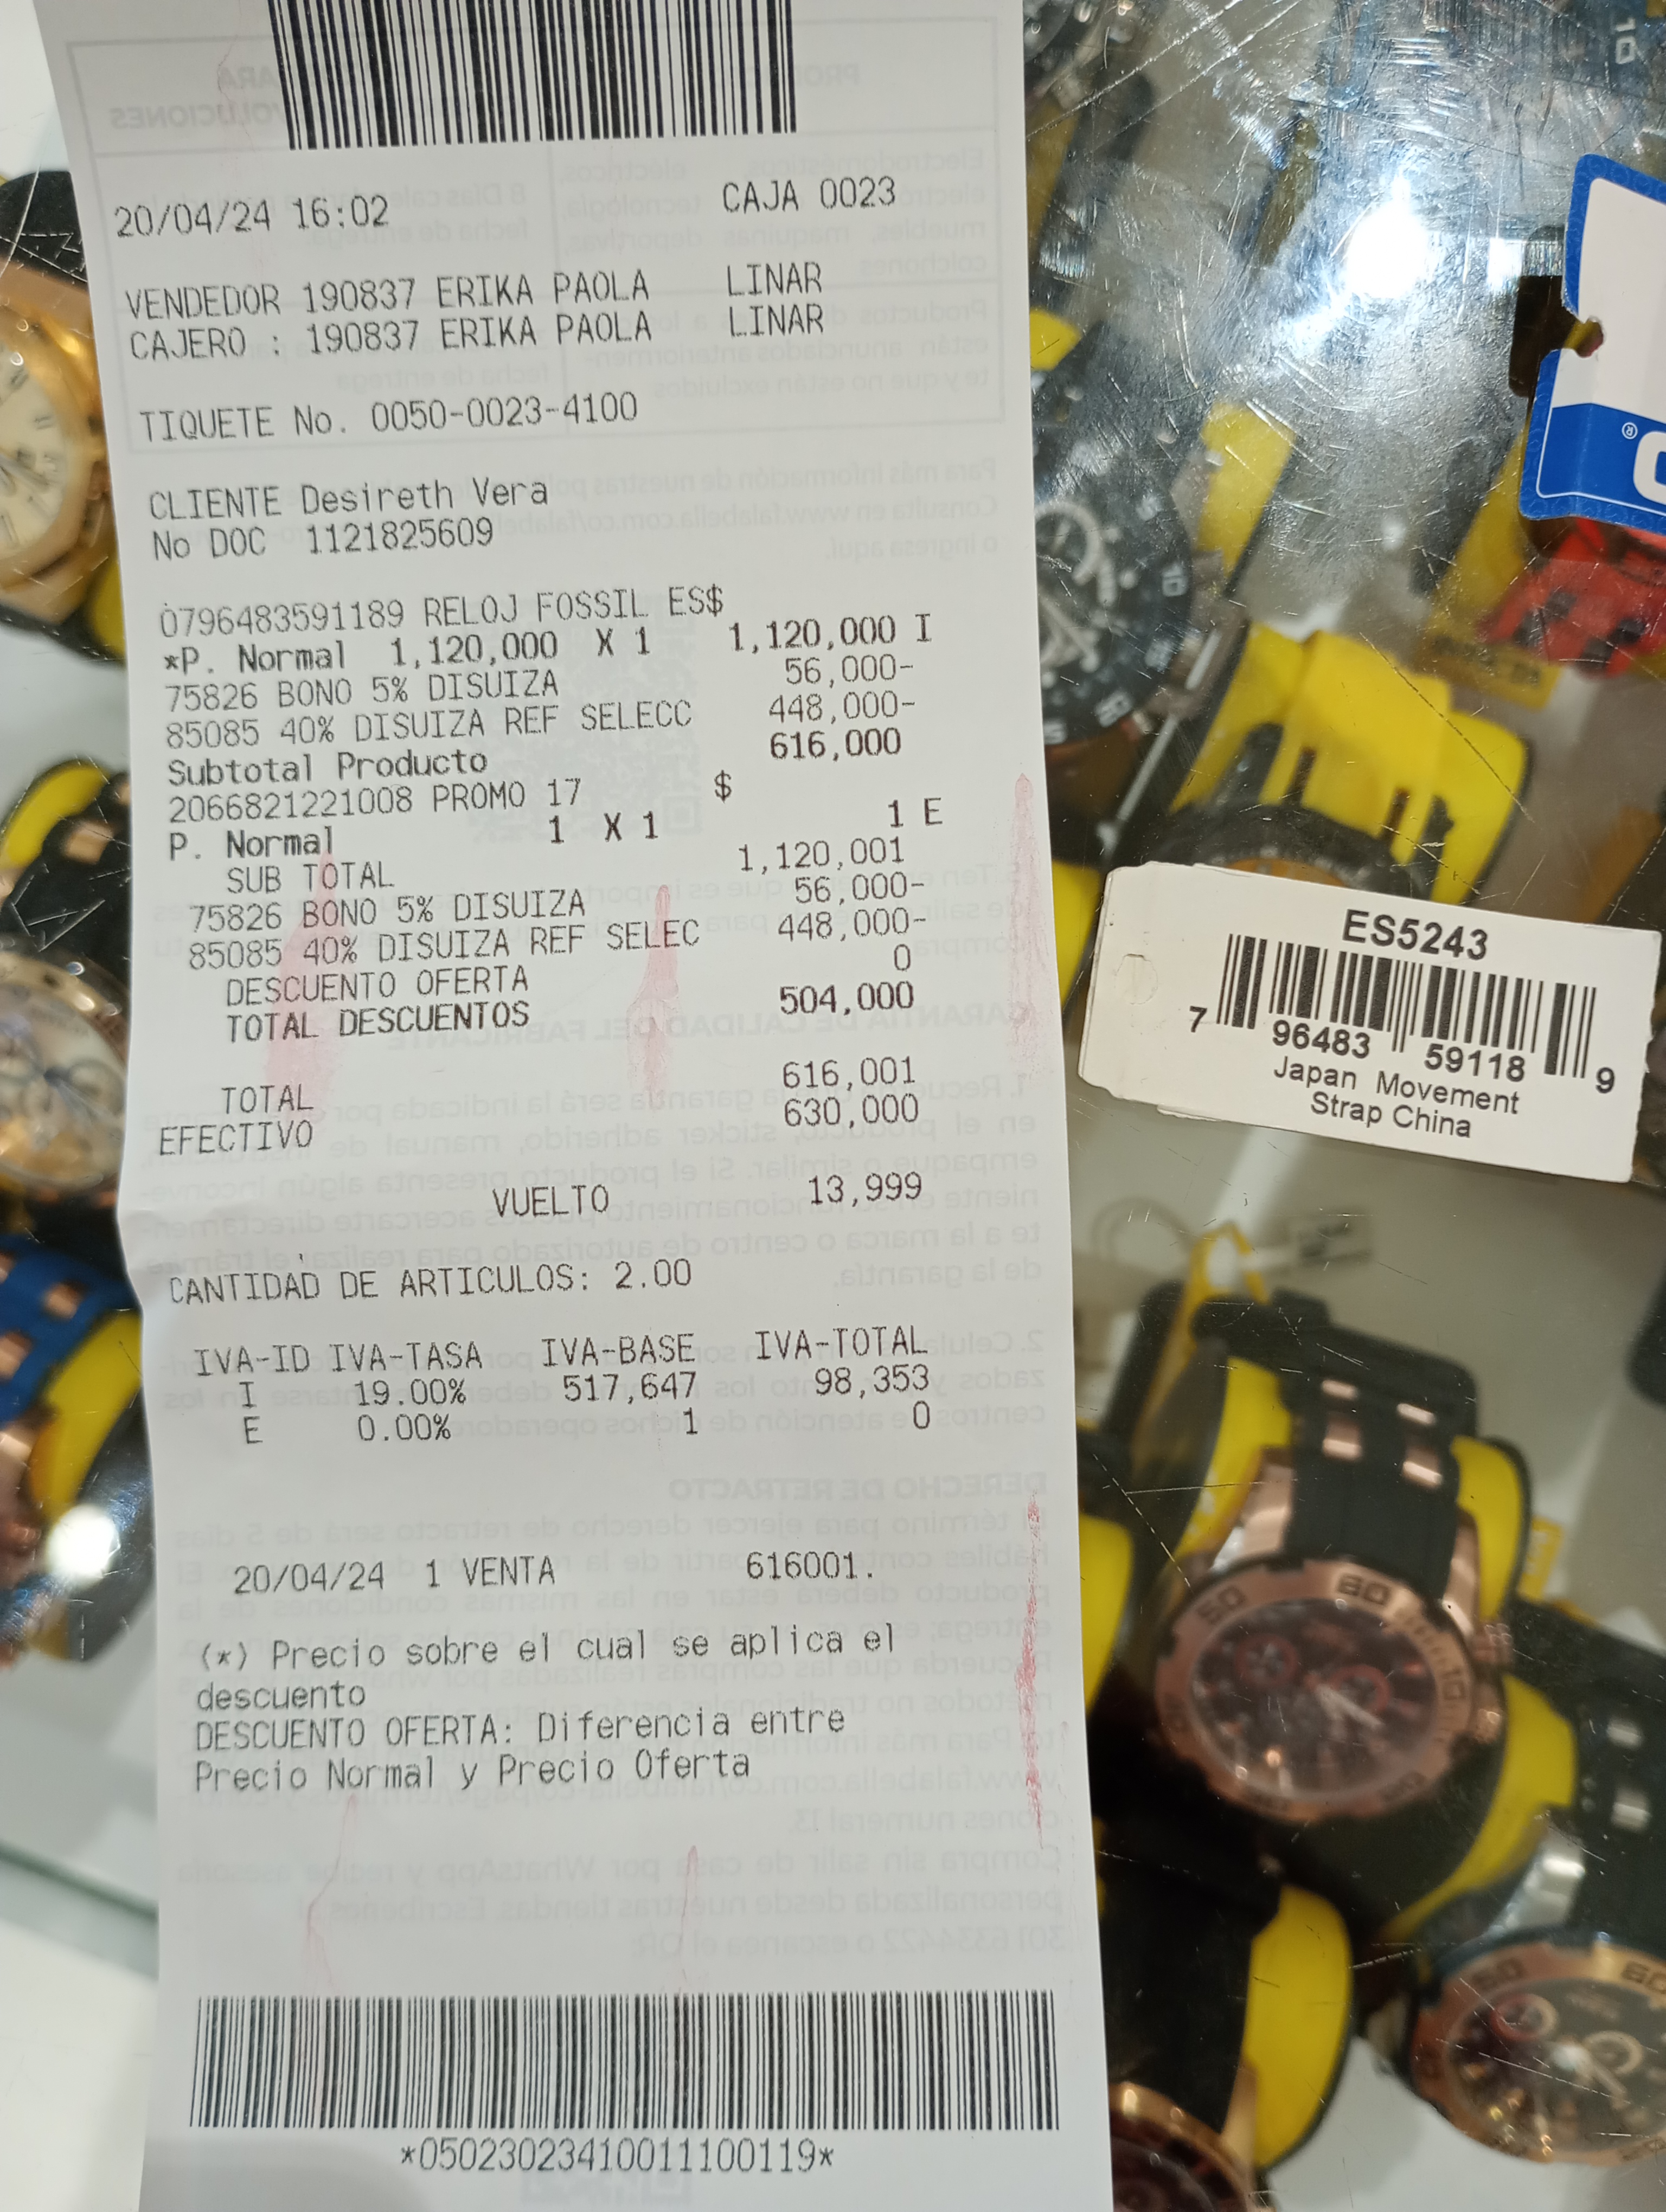 20/04/24 16:02 CAJA 0023
VENDEDOR 190837 ERIKA PAOLA LINAR
CAJERO : 190837 ERIKA PAOLA LINAR
TIQUETE No. 0050-0023-4100
CLIENTE Desireth Vera
No DOC 1121825609
0796483591189 RELOJ FOSSIL ES$
*P. Normal 1,120,000 X 1 1,120,000 I
75826 BONO 5% DISUIZA 56,000-
85085 40% DISUIZA REF SELECC 448,000-
Subtotal Producto 616,000
2066821221008 PROMO 17 $
P. Normal 1 X 1 1 E
SUB TOTAL 1,120,001
75826 BONO 5% DISUIZA 56,000-
85085 40% DISUIZA REF SELEC 448,000-
DESCUENTO OFERTA 0
TOTAL DESCUENTOS 504,000
TOTAL 616,001
EFECTIVO 630,000
VUELTO 13,999
CANTIDAD DE ARTICULOS: 2.00
IVA-ID IVA-TASA IVA-BASE IVA-TOTAL
I 19.00% 517,647 98,353
E 0.00% 1 0
20/04/24 1 VENTA 616001.
(*) Precio sobre el cual se aplica el
descuento
DESCUENTO OFERTA: Diferencia entre
Precio Normal y Precio Oferta
*05023023410011100119*
ES5243
7 96483 59118 9
Japan Movement
Strap China